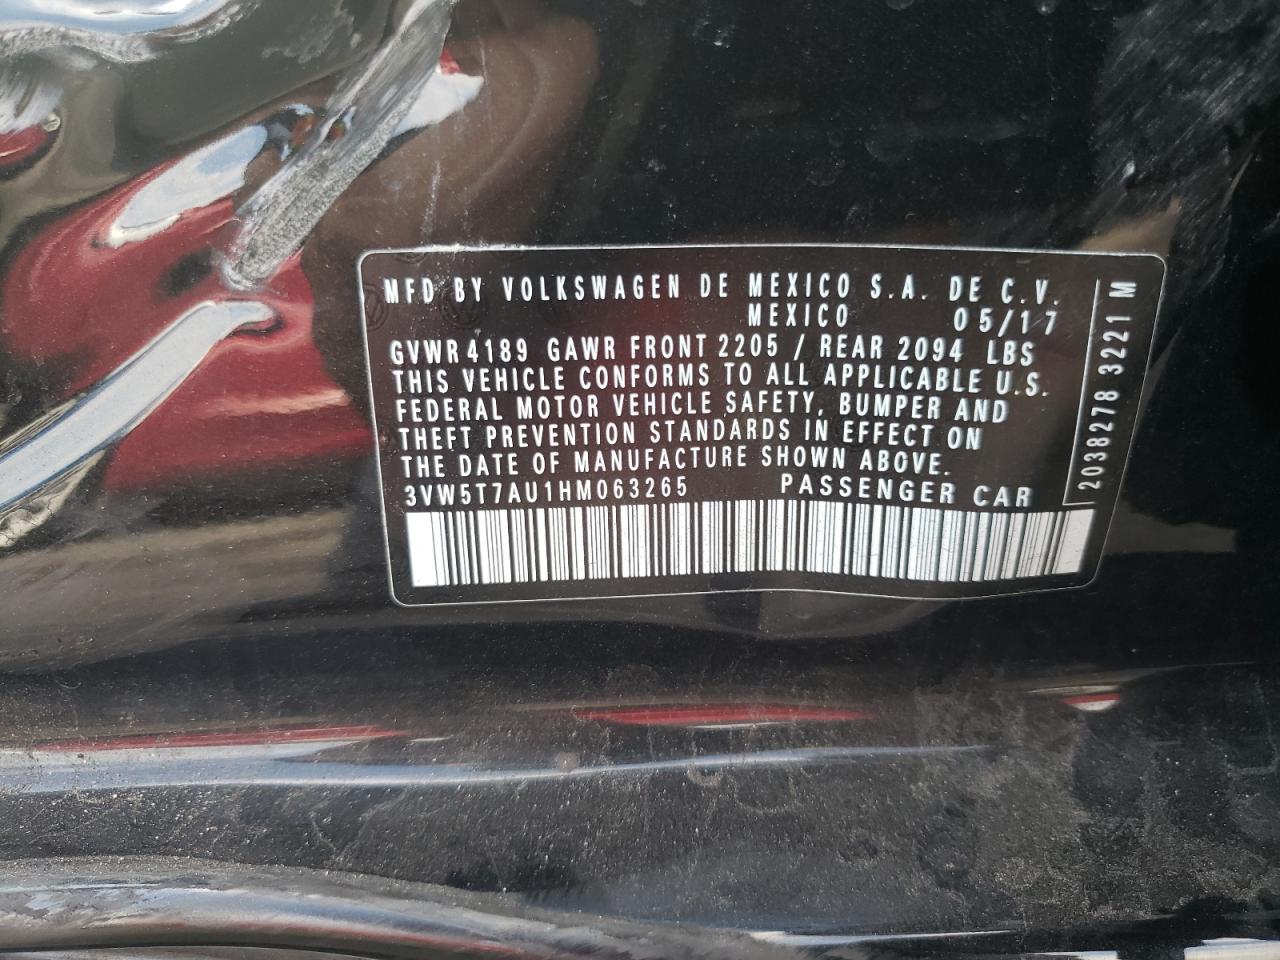 MFD BY VOLKSWAGEN DE MEXICO S.A. DE C.V.
MEXICO 05/17
GVWR 4189 GAWR FRONT 2205 / REAR 2094 LBS
THIS VEHICLE CONFORMS TO ALL APPLICABLE U.S.
FEDERAL MOTOR VEHICLE SAFETY, BUMPER AND
THEFT PREVENTION STANDARDS IN EFFECT ON
THE DATE OF MANUFACTURE SHOWN ABOVE.
3VW5T7AU1HM063265 PASSENGER CAR
2038278 3221 M